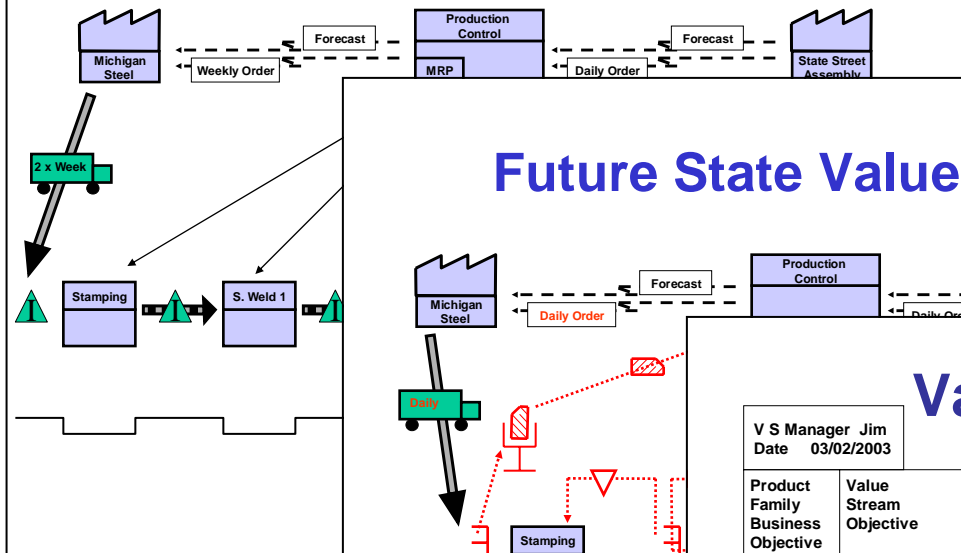 Production
Control
Forecast
Forecast
Michigan
Steel
Weekly Order
MRP
Daily Order
State Street
Assembly
2 x Week
I
Stamping
I
S. Weld 1
I
Future State Value
Production
Control
Forecast
Michigan
Steel
Daily Order
Daily
Stamping
Va
V S Manager Jim
Date 03/02/2003
Product
Family
Business
Objective
Value
Stream
Objective